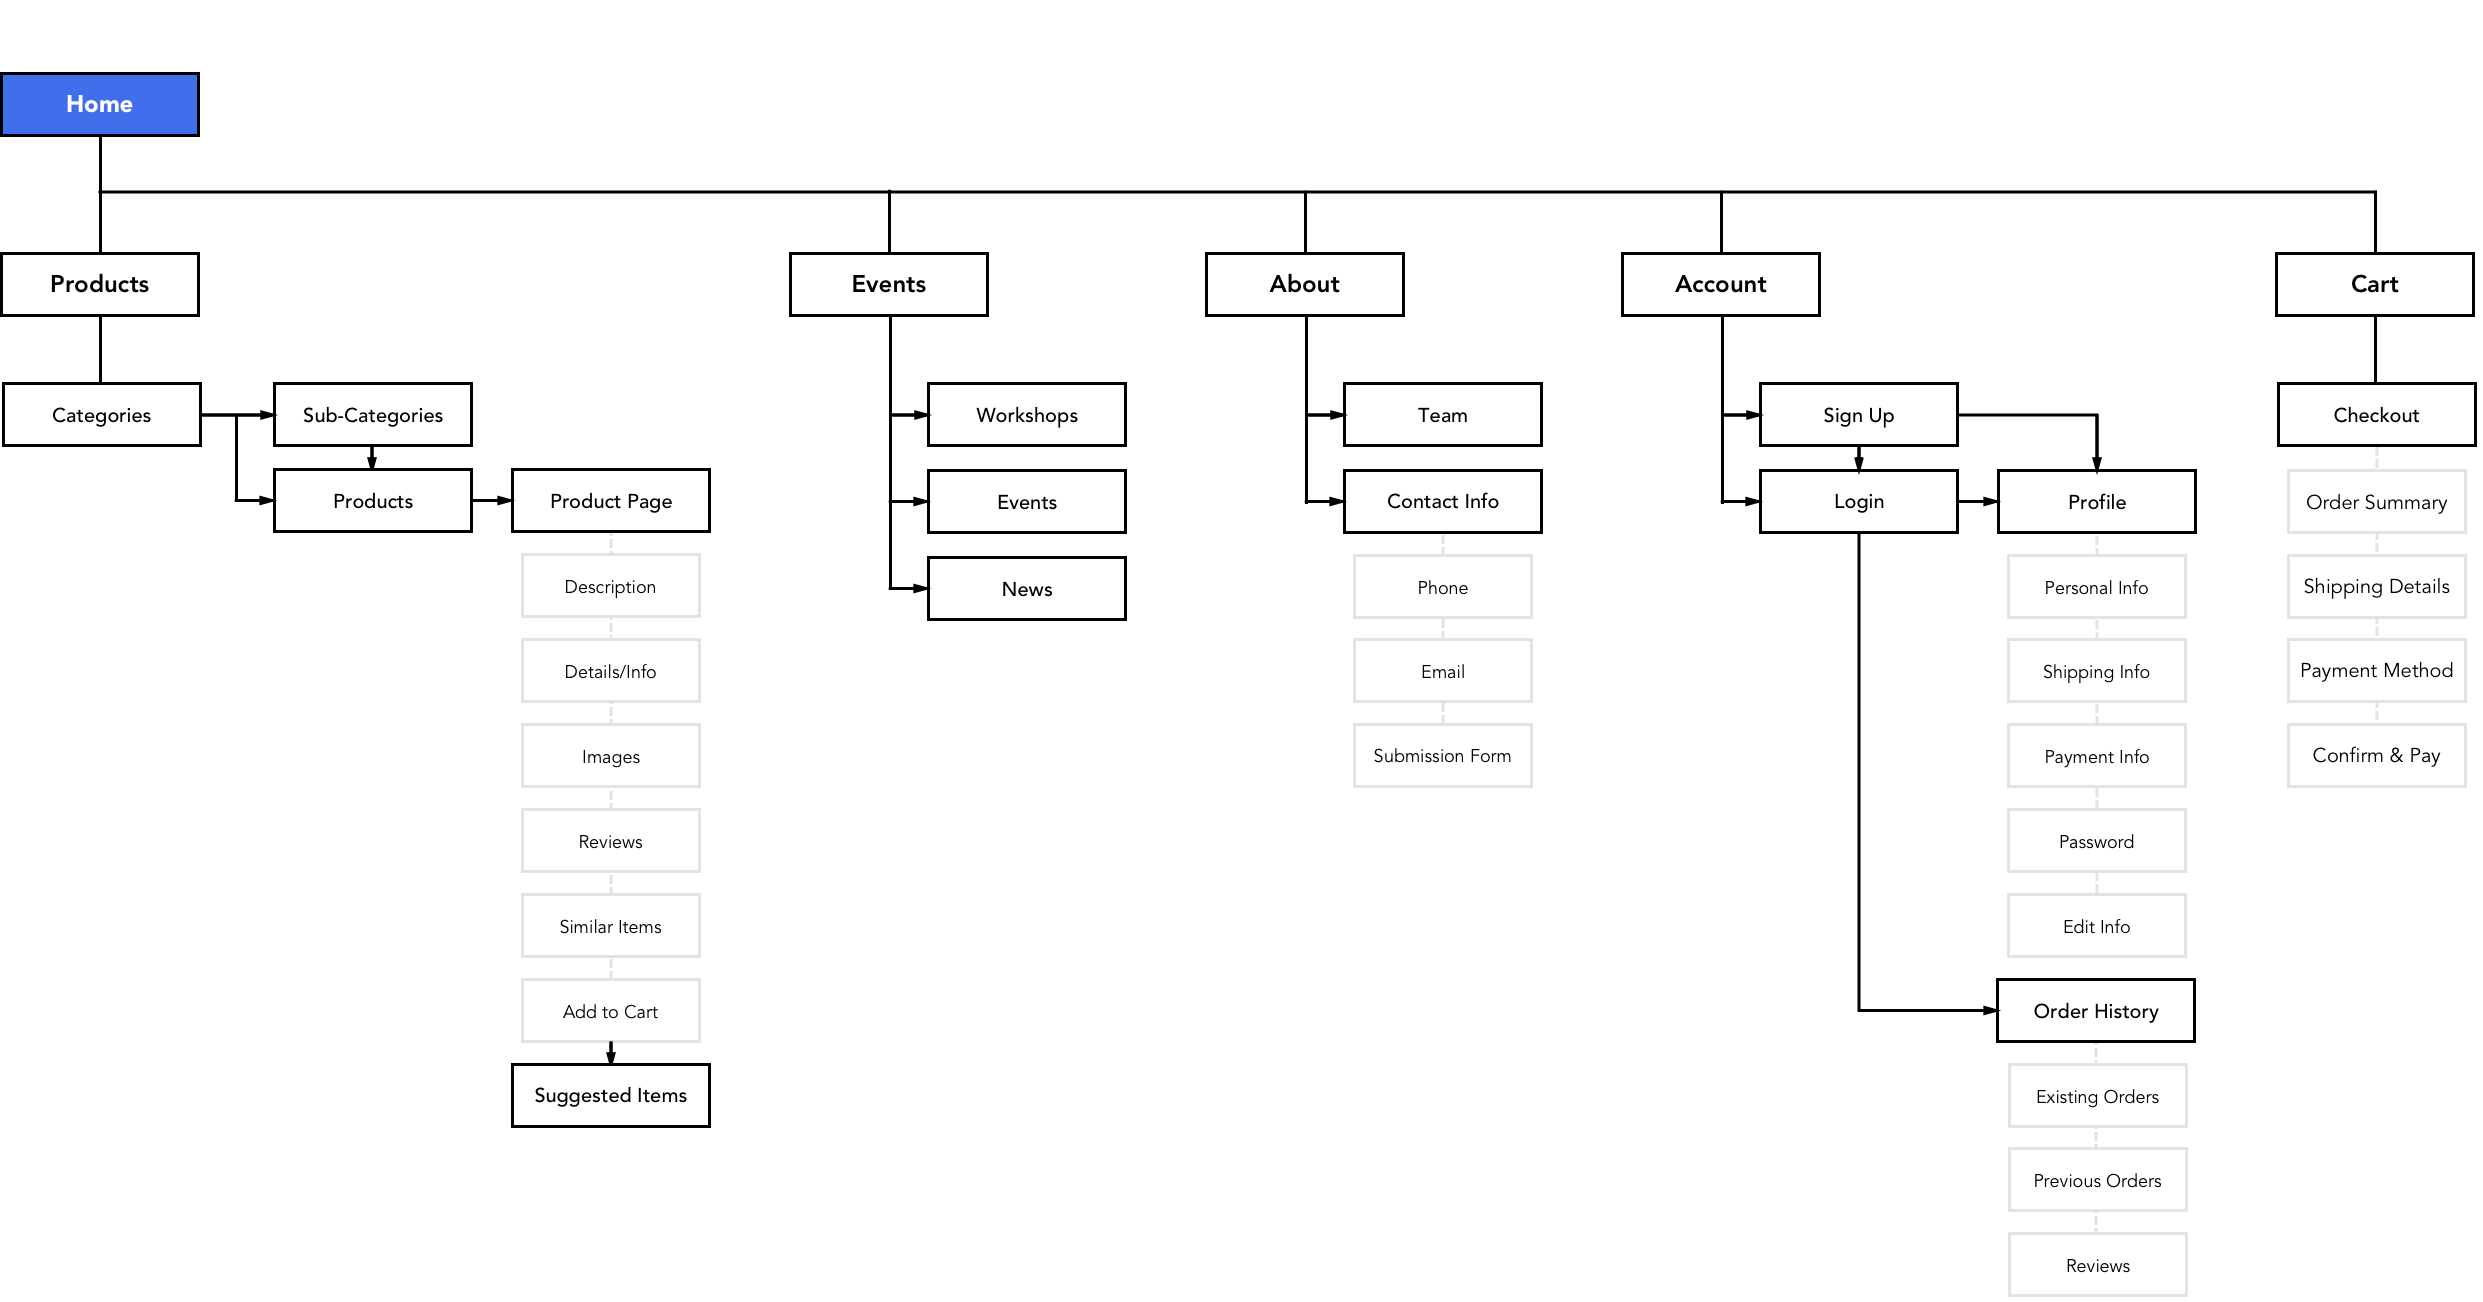 Home
Products
Events
About
Account
Cart
Categories
Sub-Categories
Products
Product Page
Description
Details/Info
Images
Reviews
Similar Items
Add to Cart
Suggested Items
Workshops
Events
News
Team
Contact Info
Phone
Email
Submission Form
Sign Up
Login
Profile
Personal Info
Shipping Info
Payment Info
Password
Edit Info
Order History
Existing Orders
Previous Orders
Reviews
Checkout
Order Summary
Shipping Details
Payment Method
Confirm & Pay